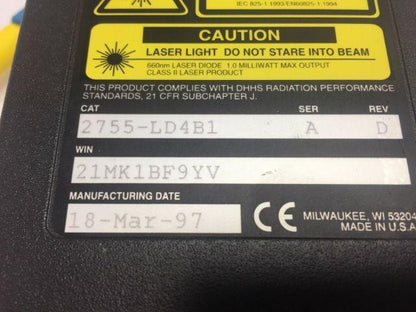 IEC 825-1 1993/EN60825-1 1994
CAUTION
LASER LIGHT DO NOT STARE INTO BEAM
660nm LASER DIODE 1.0 MILLIWATT MAX OUTPUT
CLASS II LASER PRODUCT
THIS PRODUCT COMPLIES WITH DHHS RADIATION PERFORMANCE
STANDARDS, 21 CFR SUBCHAPTER J.
CAT SER REV
2755-LD4B1 A D
WIN
21MK1BF9YV
MANUFACTURING DATE
18-Mar-97 CE MILWAUKEE, WI 53204
MADE IN U.S.A